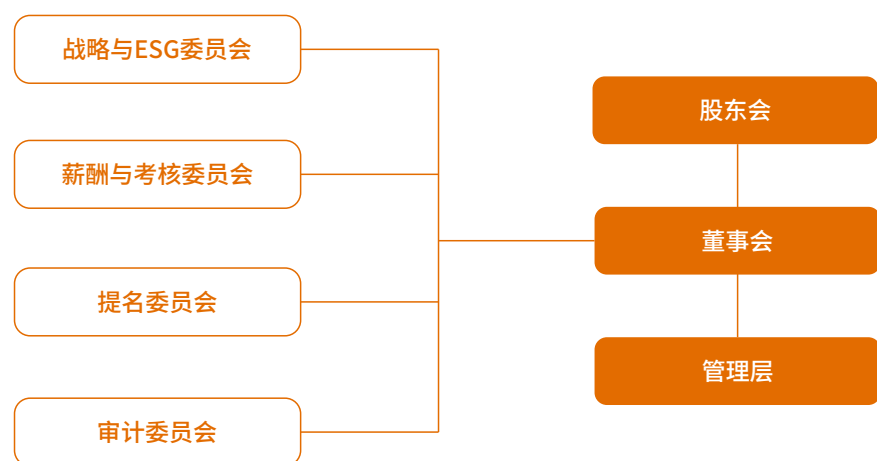 战略与ESG委员会
薪酬与考核委员会
提名委员会
审计委员会
股东会
董事会
管理层